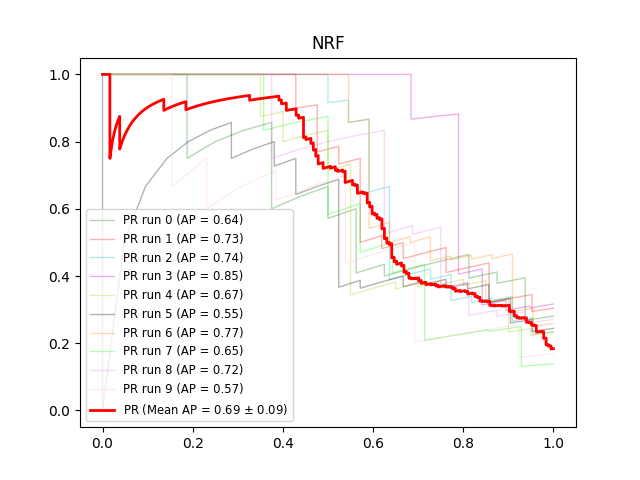 NRF
1.0
0.8
0.6
0.4
0.2
0.0
PR run 0 (AP = 0.64)
PR run 1 (AP = 0.73)
PR run 2 (AP = 0.74)
PR run 3 (AP = 0.85)
PR run 4 (AP = 0.67)
PR run 5 (AP = 0.55)
PR run 6 (AP = 0.77)
PR run 7 (AP = 0.65)
PR run 8 (AP = 0.72)
PR run 9 (AP = 0.57)
PR (Mean AP = 0.69 ± 0.09)
0.0 0.2 0.4 0.6 0.8 1.0